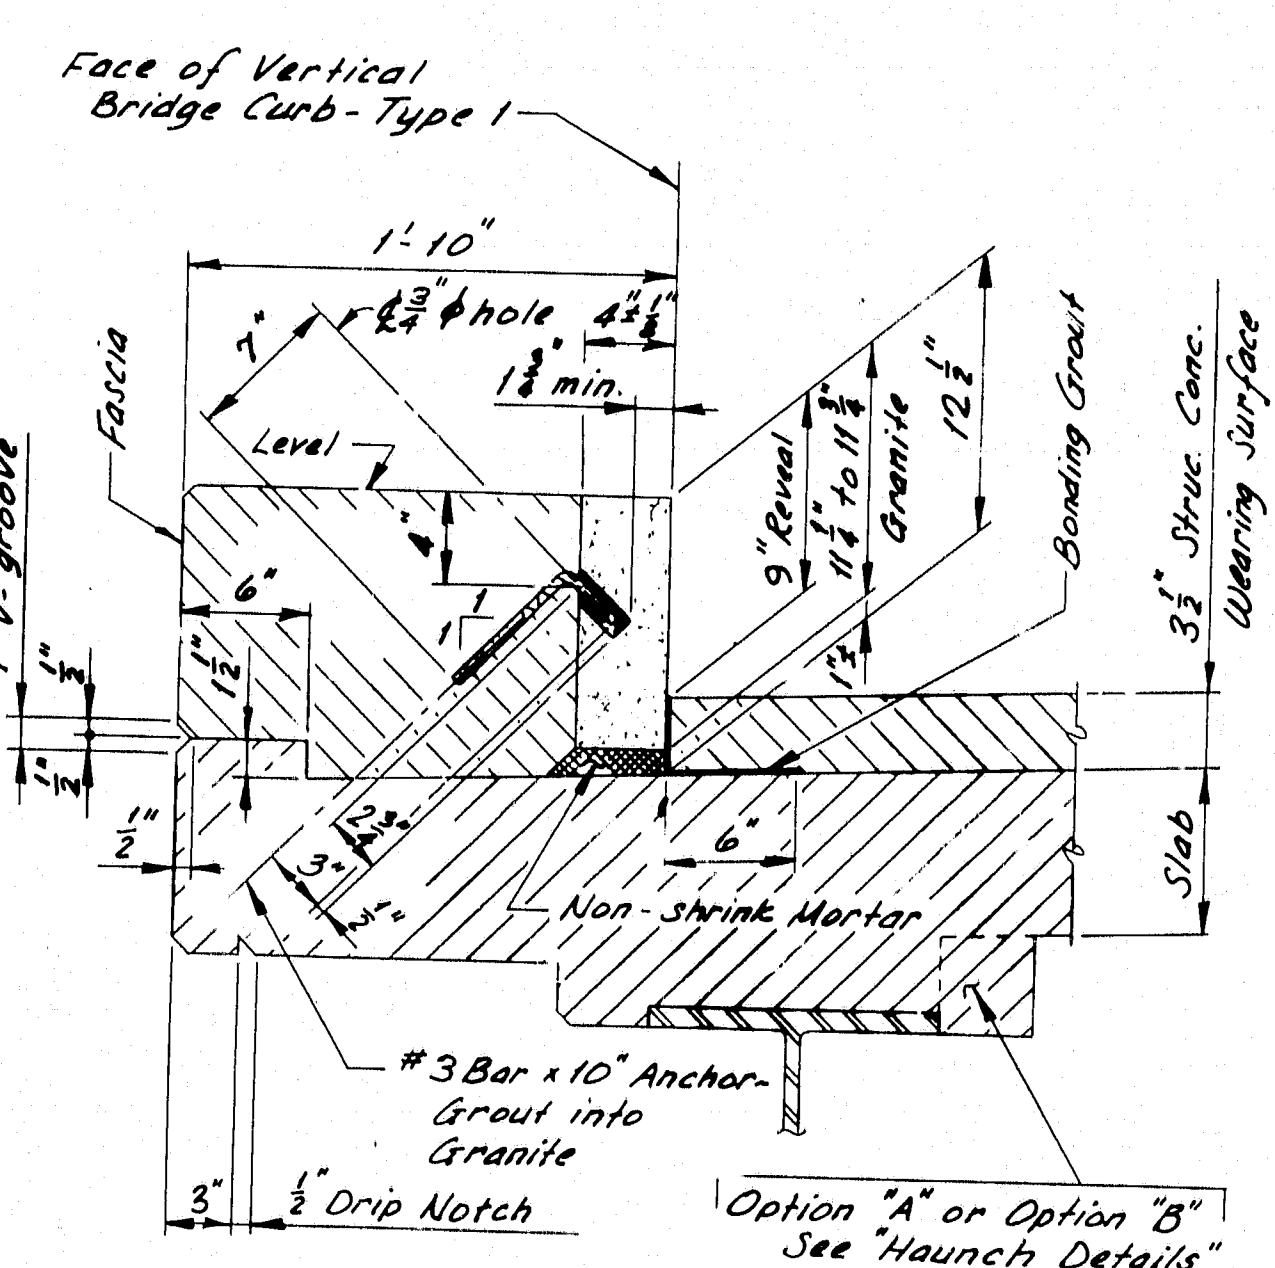 Face of Vertical
Bridge Curb - Type 1
1'-10"
℄ 3/4" ϕ hole
4" ± 1/8"
7"
min.
Fascia
Level
4"
9" Reveal
11 1/4" to 11 3/4"
Granite
12 1/2"
Bonding Grout
3 1/2" Struc. Conc.
Wearing Surface
V-groove
6"
1
1
1 1/2"
1"±
1/2"
1/2"
1/2"
2 3/4"
3"
2 1/2"
6"
Slab
Non-shrink Mortar
#3 Bar x 10" Anchor-
Grout into
Granite
3"
1/2" Drip Notch
Option "A" or Option "B"
See "Haunch Details"